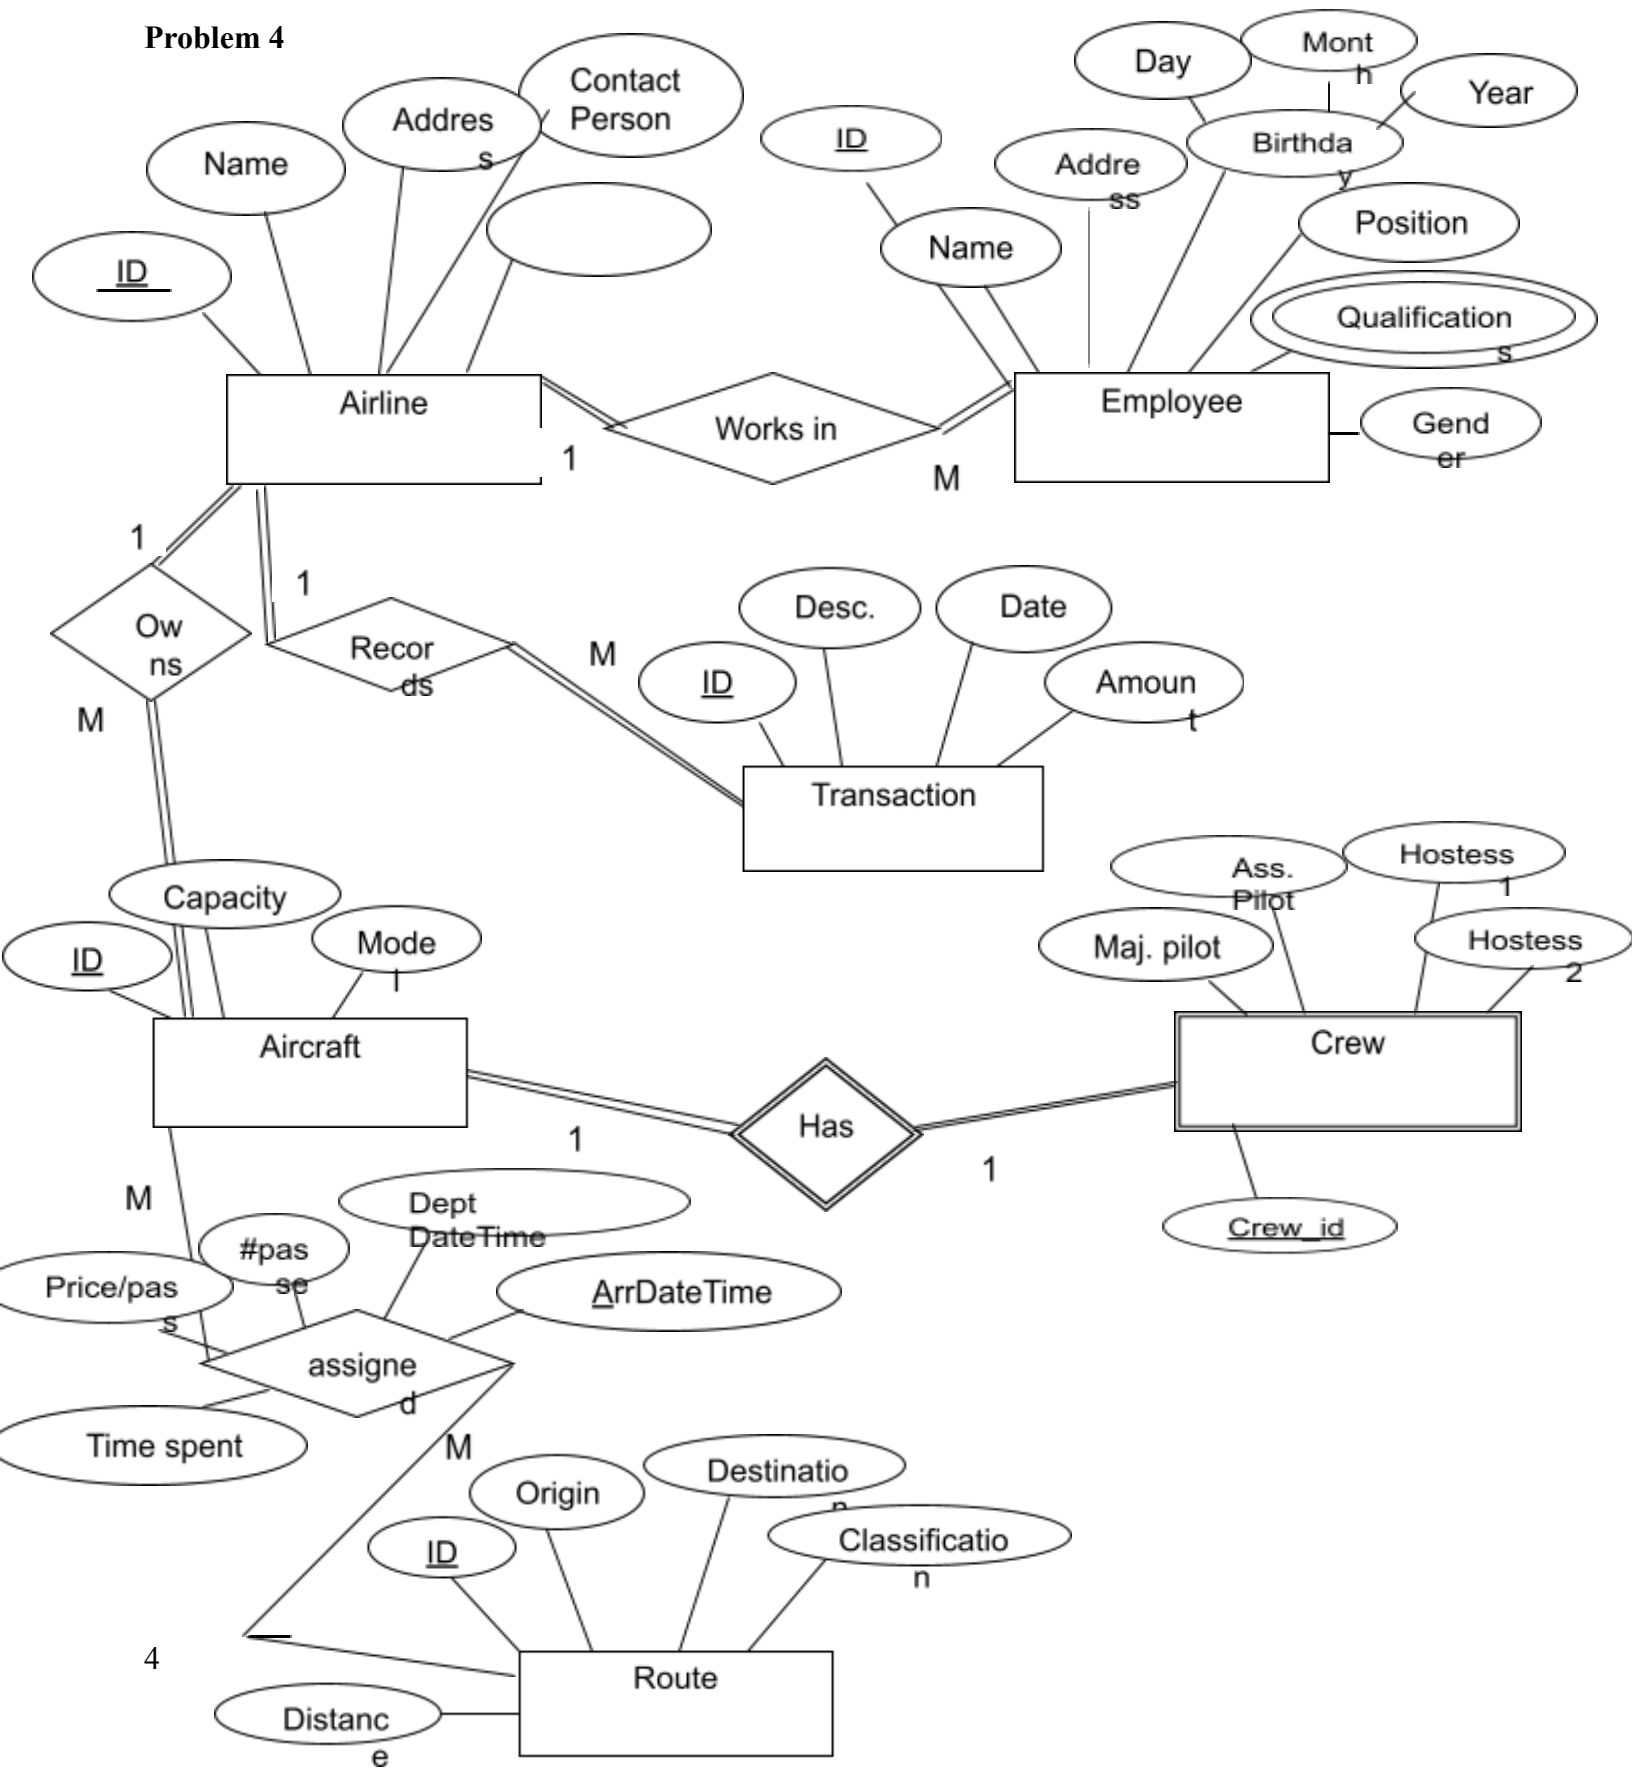 Problem 4
Contact
Person
Addres
s
Name
ID
Day
Mont
h
Year
Birthda
y
ID
Addre
ss
Name
Position
Qualification
s
Gend
er
Airline
Works in
Employee
1
M
1
1
Ow
ns
Recor
ds
M
M
Desc.
Date
ID
Amoun
t
Transaction
Capacity
ID
Mode
l
Aircraft
Ass.
Pilot
Hostess
1
Maj. pilot
Hostess
2
Crew
Has
1
1
Crew_id
M
Dept
DateTime
#pas
se
Price/pas
s
ArrDateTime
assigne
d
Time spent
M
Origin
Destinatio
n
ID
Classificatio
n
Route
Distanc
e
4